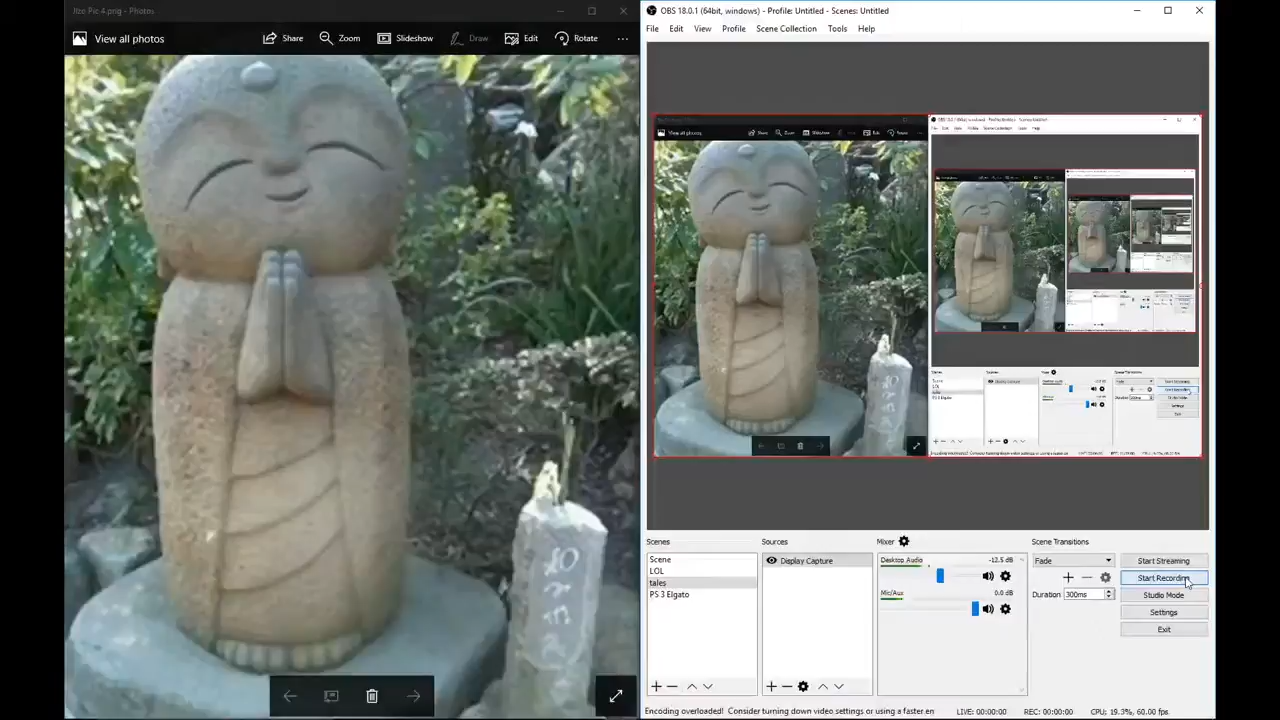 Jizo Pic 4.png - Photos
View all photos
Share
Zoom
Slideshow
Draw
Edit
Rotate
OBS 18.0.1 (64bit, windows) - Profile: Untitled - Scenes: Untitled
File Edit View Profile Scene Collection Tools Help
Scenes
Scene
LOL
tales
PS 3 Elgato
Sources
Display Capture
Mixer
Desktop Audio -12.5 dB
Mic/Aux 0.0 dB
Scene Transitions
Fade
Duration 300ms
Start Streaming
Start Recording
Studio Mode
Settings
Exit
Encoding overloaded! Consider turning down video settings or using a faster en
LIVE: 00:00:00
REC: 00:00:00
CPU: 19.3%, 60.00 fps